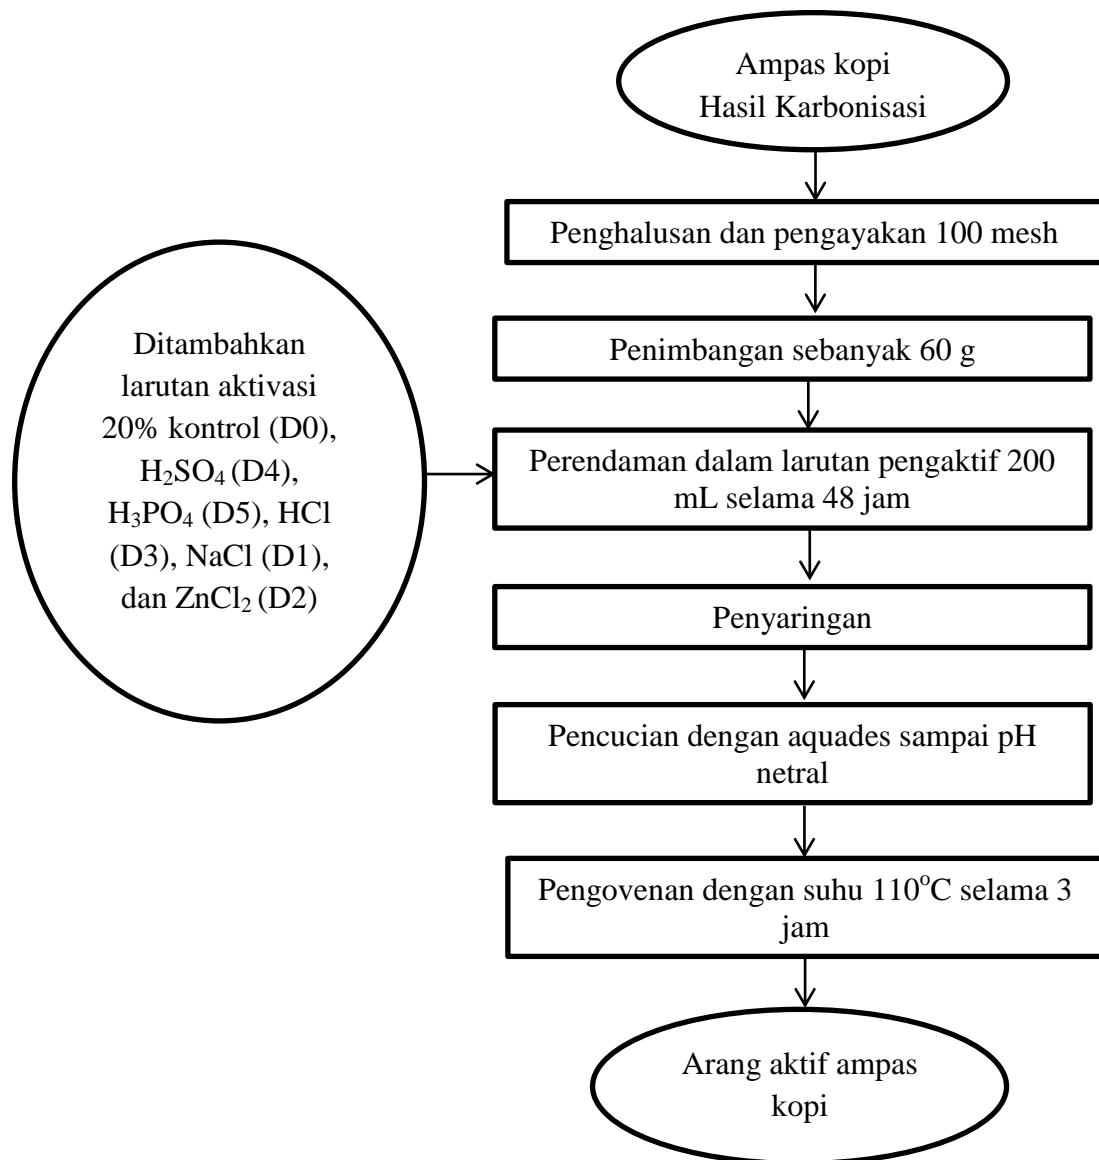 Ampas kopi
Hasil Karbonisasi
Penghalusan dan pengayakan 100 mesh
Penimbangan sebanyak 60 g
Ditambahkan
larutan aktivasi
20% kontrol (D0),
H₂SO₄ (D4),
H₃PO₄ (D5), HCl
(D3), NaCl (D1),
dan ZnCl₂ (D2)
Perendaman dalam larutan pengaktif 200
mL selama 48 jam
Penyaringan
Pencucian dengan aquades sampai pH
netral
Pengovenan dengan suhu 110°C selama 3
jam
Arang aktif ampas
kopi